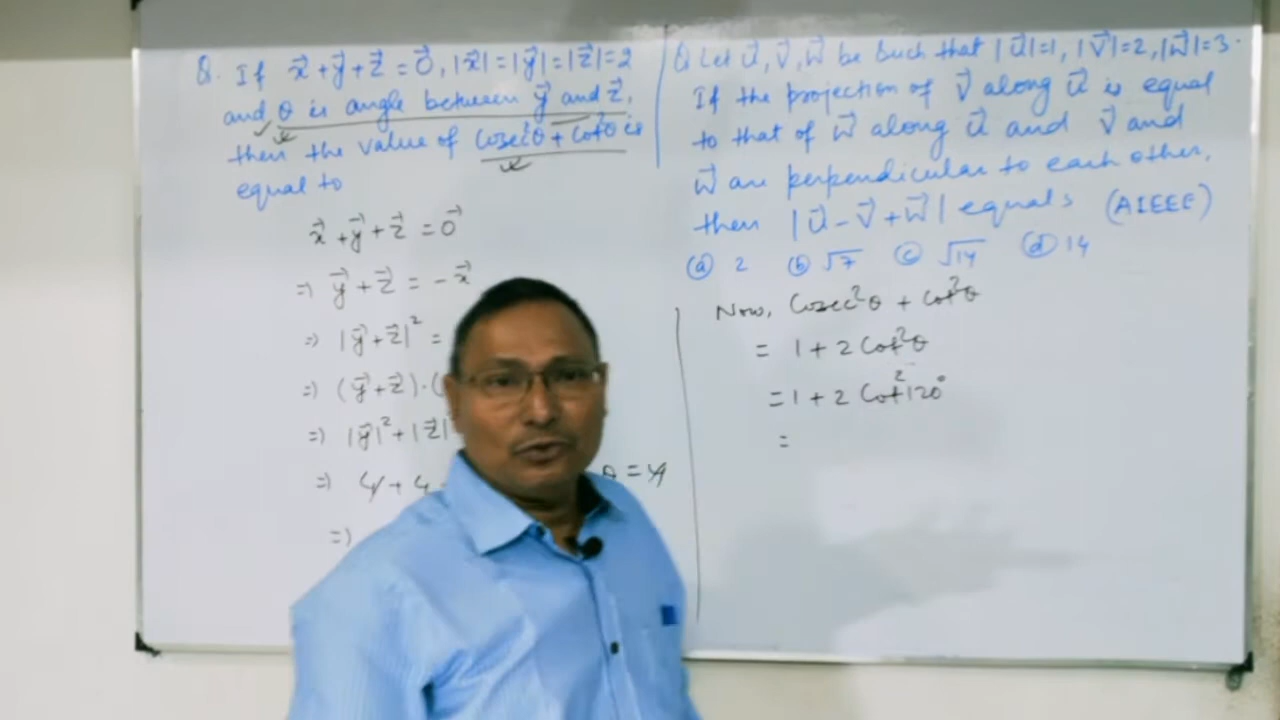 Q. If x⃗ + y⃗ + z⃗ = 0⃗, |x⃗| = |y⃗| = |z⃗| = 2
and θ is angle between y⃗ and z⃗,
then the value of cosec²θ + cot²θ is
equal to
x⃗ + y⃗ + z⃗ = 0⃗
⇒ y⃗ + z⃗ = - x⃗
⇒ |y⃗ + z⃗|² =
⇒ (y⃗ + z⃗) · (
⇒ |y⃗|² + |z⃗|
⇒ 4 + 4 θ = 4
⇒
Q Let u⃗, v⃗, w⃗ be such that |u⃗| = 1, |v⃗| = 2, |w⃗| = 3.
If the projection of v⃗ along u⃗ is equal
to that of w⃗ along u⃗ and v⃗ and
w⃗ are perpendicular to each other,
then |u⃗ - v⃗ + w⃗| equals (AIEEE)
(a) 2 (b) √7 (c) √14 (d) 14
Now, Cosec²θ + Cot²θ
= 1 + 2 Cot²θ
= 1 + 2 Cot²120°
=